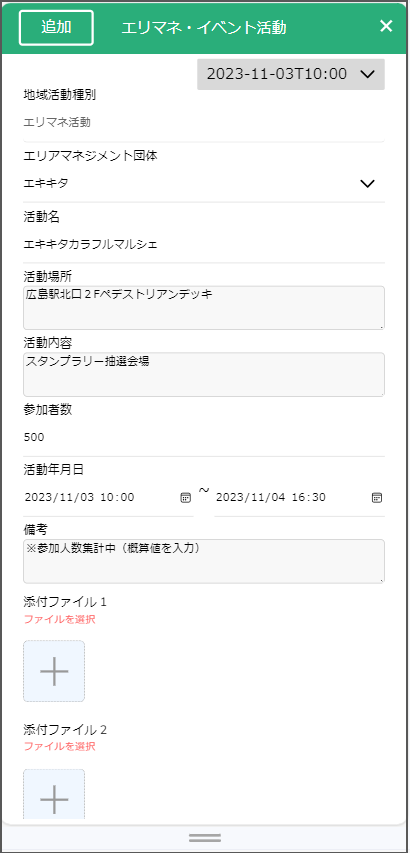 追加
エリマネ・イベント活動
×
2023-11-03T10:00
地域活動種別
エリマネ活動
エリアマネジメント団体
エキキタ
活動名
エキキタカラフルマルシェ
活動場所
広島駅北口２Fペデストリアンデッキ
活動内容
スタンプラリー抽選会場
参加者数
500
活動年月日
2023/11/03 10:00 ~ 2023/11/04 16:30
備考
※参加人数集計中（概算値を入力）
添付ファイル１
ファイルを選択
添付ファイル２
ファイルを選択